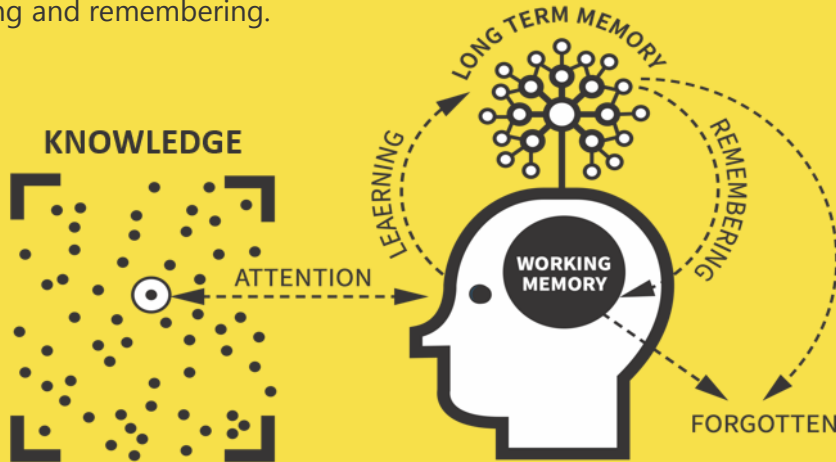 ng and remembering.
LONG TERM MEMORY
KNOWLEDGE
LEAERNING
REMEMBERING
ATTENTION
WORKING
MEMORY
FORGOTTEN